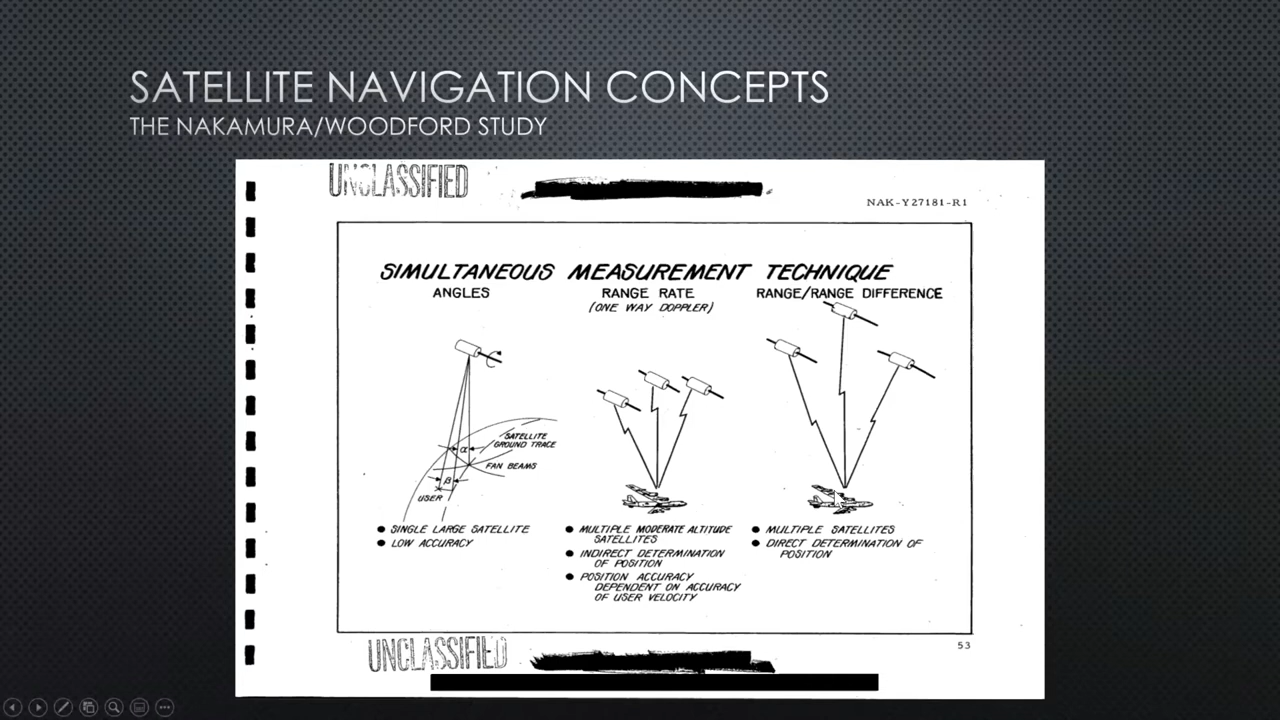 SATELLITE NAVIGATION CONCEPTS
THE NAKAMURA/WOODFORD STUDY
UNCLASSIFIED
NAK-Y27181-R1
SIMULTANEOUS MEASUREMENT TECHNIQUE
ANGLES
SATELLITE
GROUND TRACE
α
FAN BEAMS
β
USER
● SINGLE LARGE SATELLITE
● LOW ACCURACY
RANGE RATE
(ONE WAY DOPPLER)
● MULTIPLE MODERATE ALTITUDE
SATELLITES
● INDIRECT DETERMINATION
OF POSITION
● POSITION ACCURACY
DEPENDENT ON ACCURACY
OF USER VELOCITY
RANGE/RANGE DIFFERENCE
● MULTIPLE SATELLITES
● DIRECT DETERMINATION OF
POSITION
53
UNCLASSIFIED